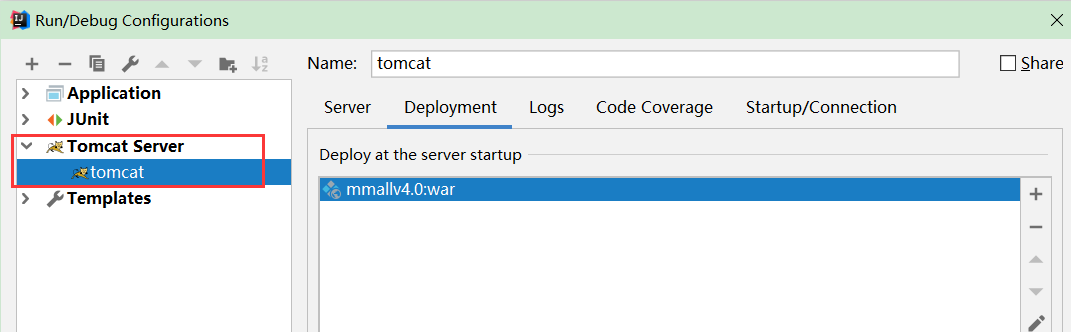 Run/Debug Configurations
Name: tomcat Share
Application
JUnit
Tomcat Server
tomcat
Templates
Server Deployment Logs Code Coverage Startup/Connection
Deploy at the server startup
mmallv4.0:war